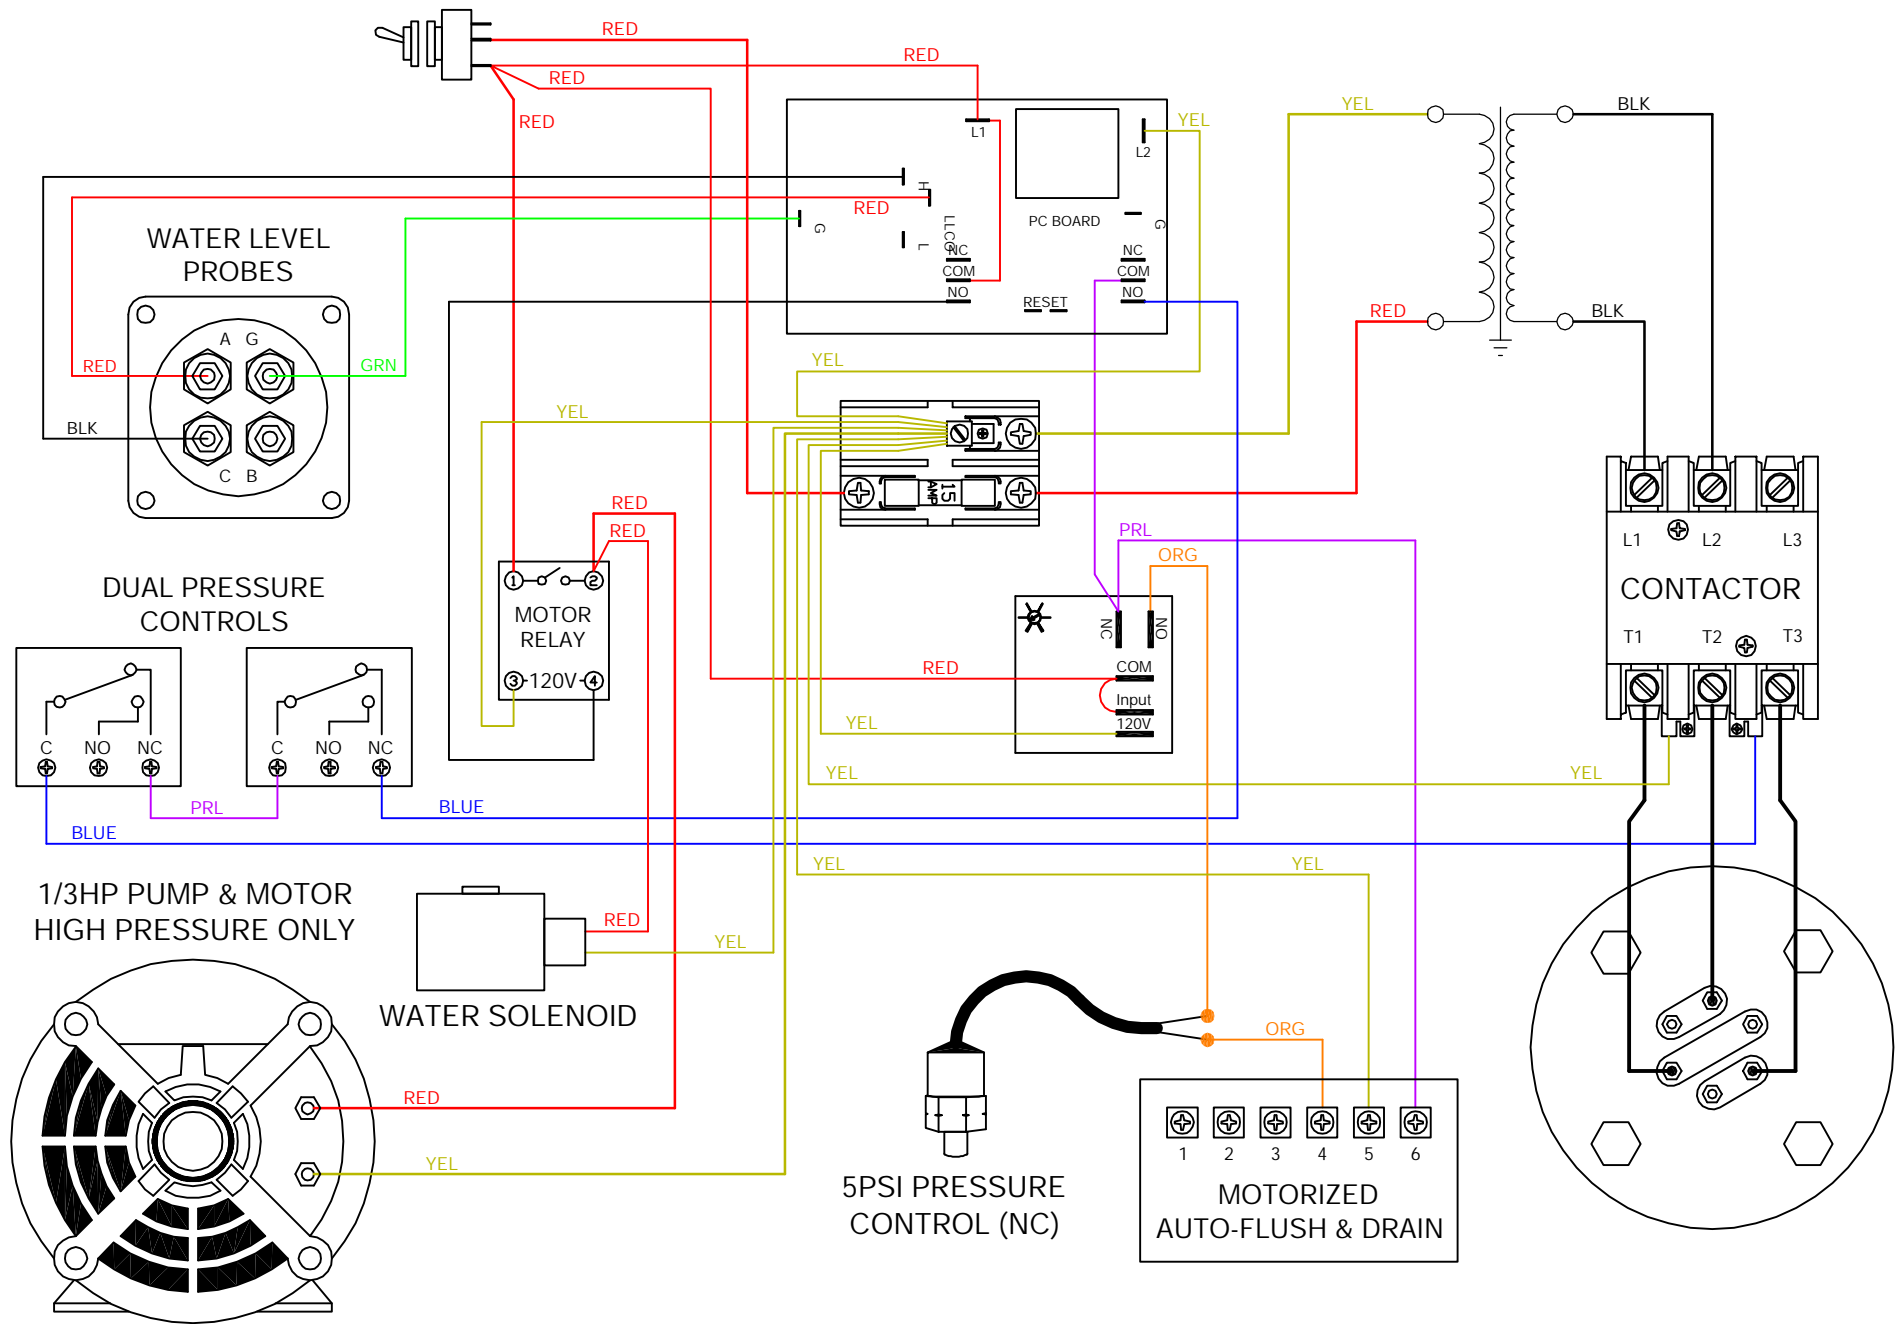 RED
RED
RED
RED
YEL
BLK
L1
YEL
L2
H
RED
G
LLCO
PC BOARD
G
L
NC
COM
NO
NC
COM
NO
RESET
RED
BLK
WATER LEVEL
PROBES
A G
RED
GRN
BLK
C B
YEL
YEL
15
AMP
RED
RED
PRL
ORG
1
2
MOTOR
RELAY
3
120V
4
NC
NO
COM
RED
Input
120V
YEL
L1
L2
L3
CONTACTOR
T1
T2
T3
DUAL PRESSURE
CONTROLS
C
NO
NC
C
NO
NC
PRL
BLUE
BLUE
YEL
YEL
YEL
YEL
1/3HP PUMP & MOTOR
HIGH PRESSURE ONLY
RED
YEL
WATER SOLENOID
RED
YEL
ORG
5PSI PRESSURE
CONTROL (NC)
1
2
3
4
5
6
MOTORIZED
AUTO-FLUSH & DRAIN